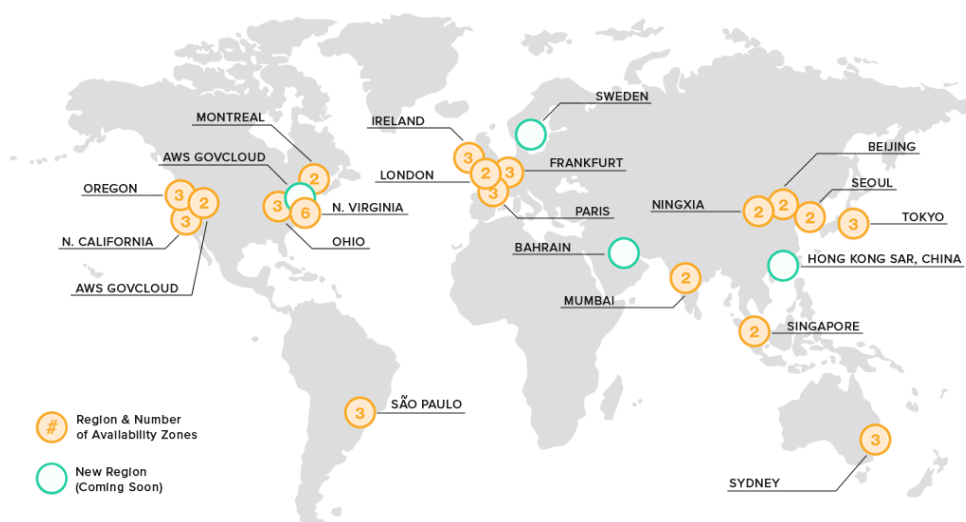 SWEDEN
MONTREAL
IRELAND
BEIJING
AWS GOVCLOUD
FRANKFURT
LONDON
SEOUL
OREGON
NINGXIA
N. VIRGINIA
PARIS
TOKYO
N. CALIFORNIA
OHIO
BAHRAIN
HONG KONG SAR, CHINA
AWS GOVCLOUD
MUMBAI
SINGAPORE
SÃO PAULO
SYDNEY
2
3
2
3
3
3
2
3
3
6
2
2
2
3
2
2
3
3
# Region & Number
of Availability Zones
New Region
(Coming Soon)